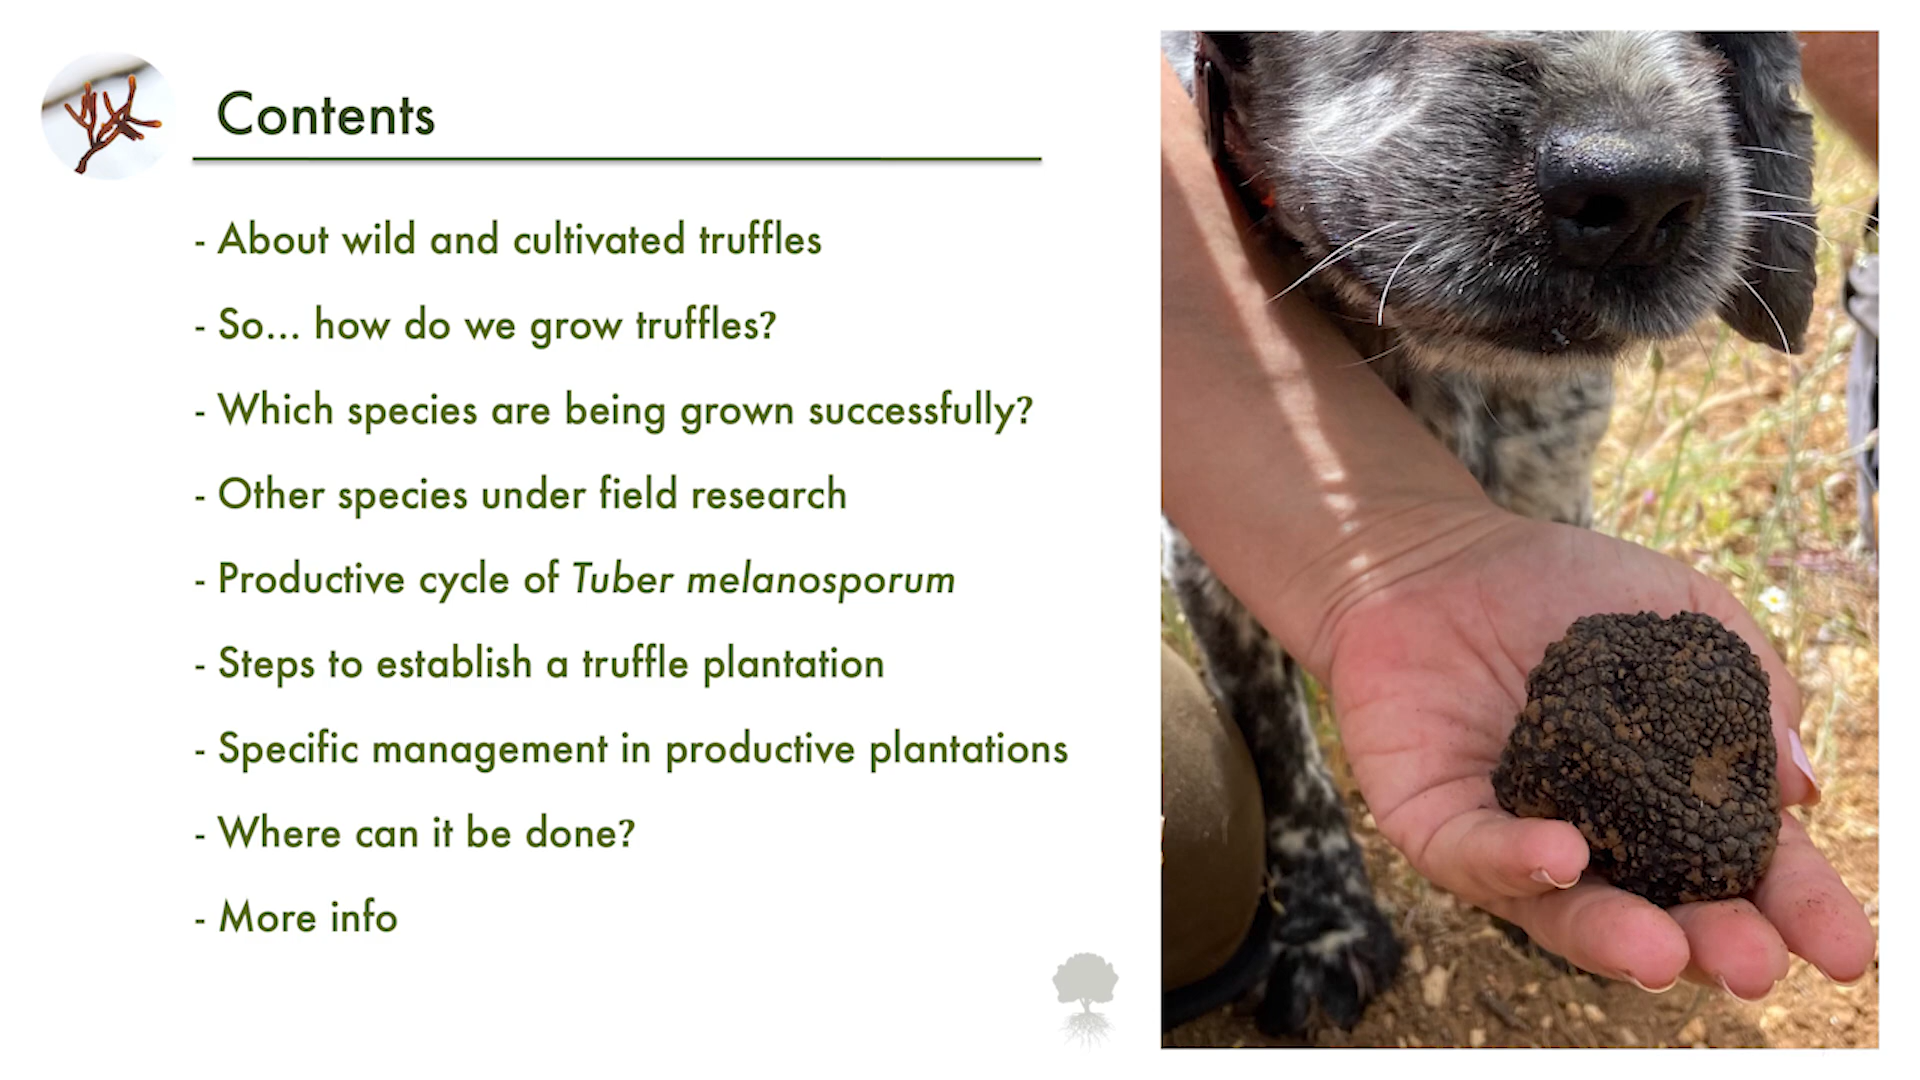 Contents
- About wild and cultivated truffles
- So... how do we grow truffles?
- Which species are being grown successfully?
- Other species under field research
- Productive cycle of Tuber melanosporum
- Steps to establish a truffle plantation
- Specific management in productive plantations
- Where can it be done?
- More info